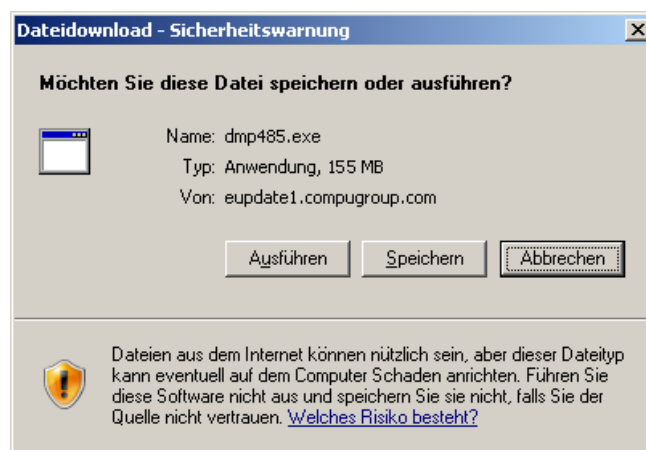 Dateidownload - Sicherheitswarnung
Möchten Sie diese Datei speichern oder ausführen?
Name: dmp485.exe
Typ: Anwendung, 155 MB
Von: eupdate1.compugroup.com
Ausführen Speichern Abbrechen
Dateien aus dem Internet können nützlich sein, aber dieser Dateityp
kann eventuell auf dem Computer Schaden anrichten. Führen Sie
diese Software nicht aus und speichern Sie sie nicht, falls Sie der
Quelle nicht vertrauen. Welches Risiko besteht?